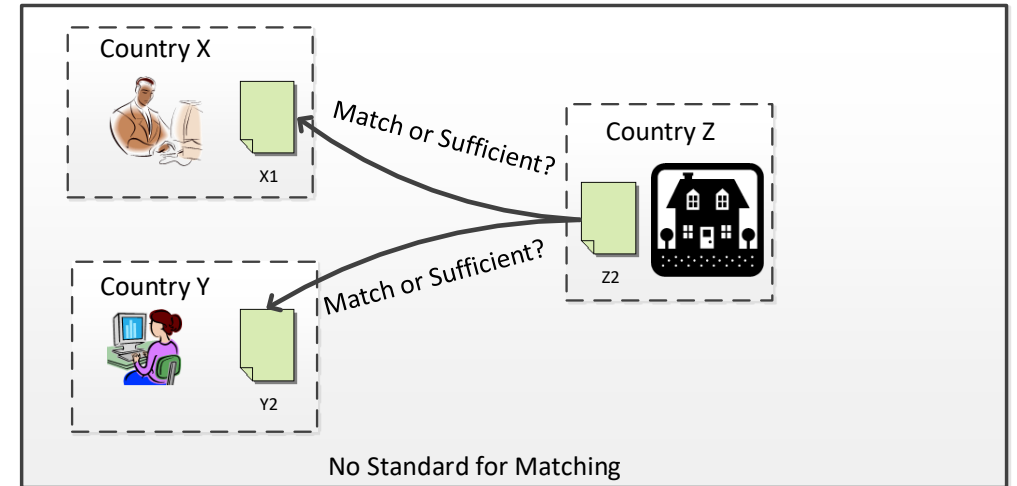 Country X
X1
Match or Sufficient?
Country Z
Z2
Match or Sufficient?
Country Y
Y2
No Standard for Matching